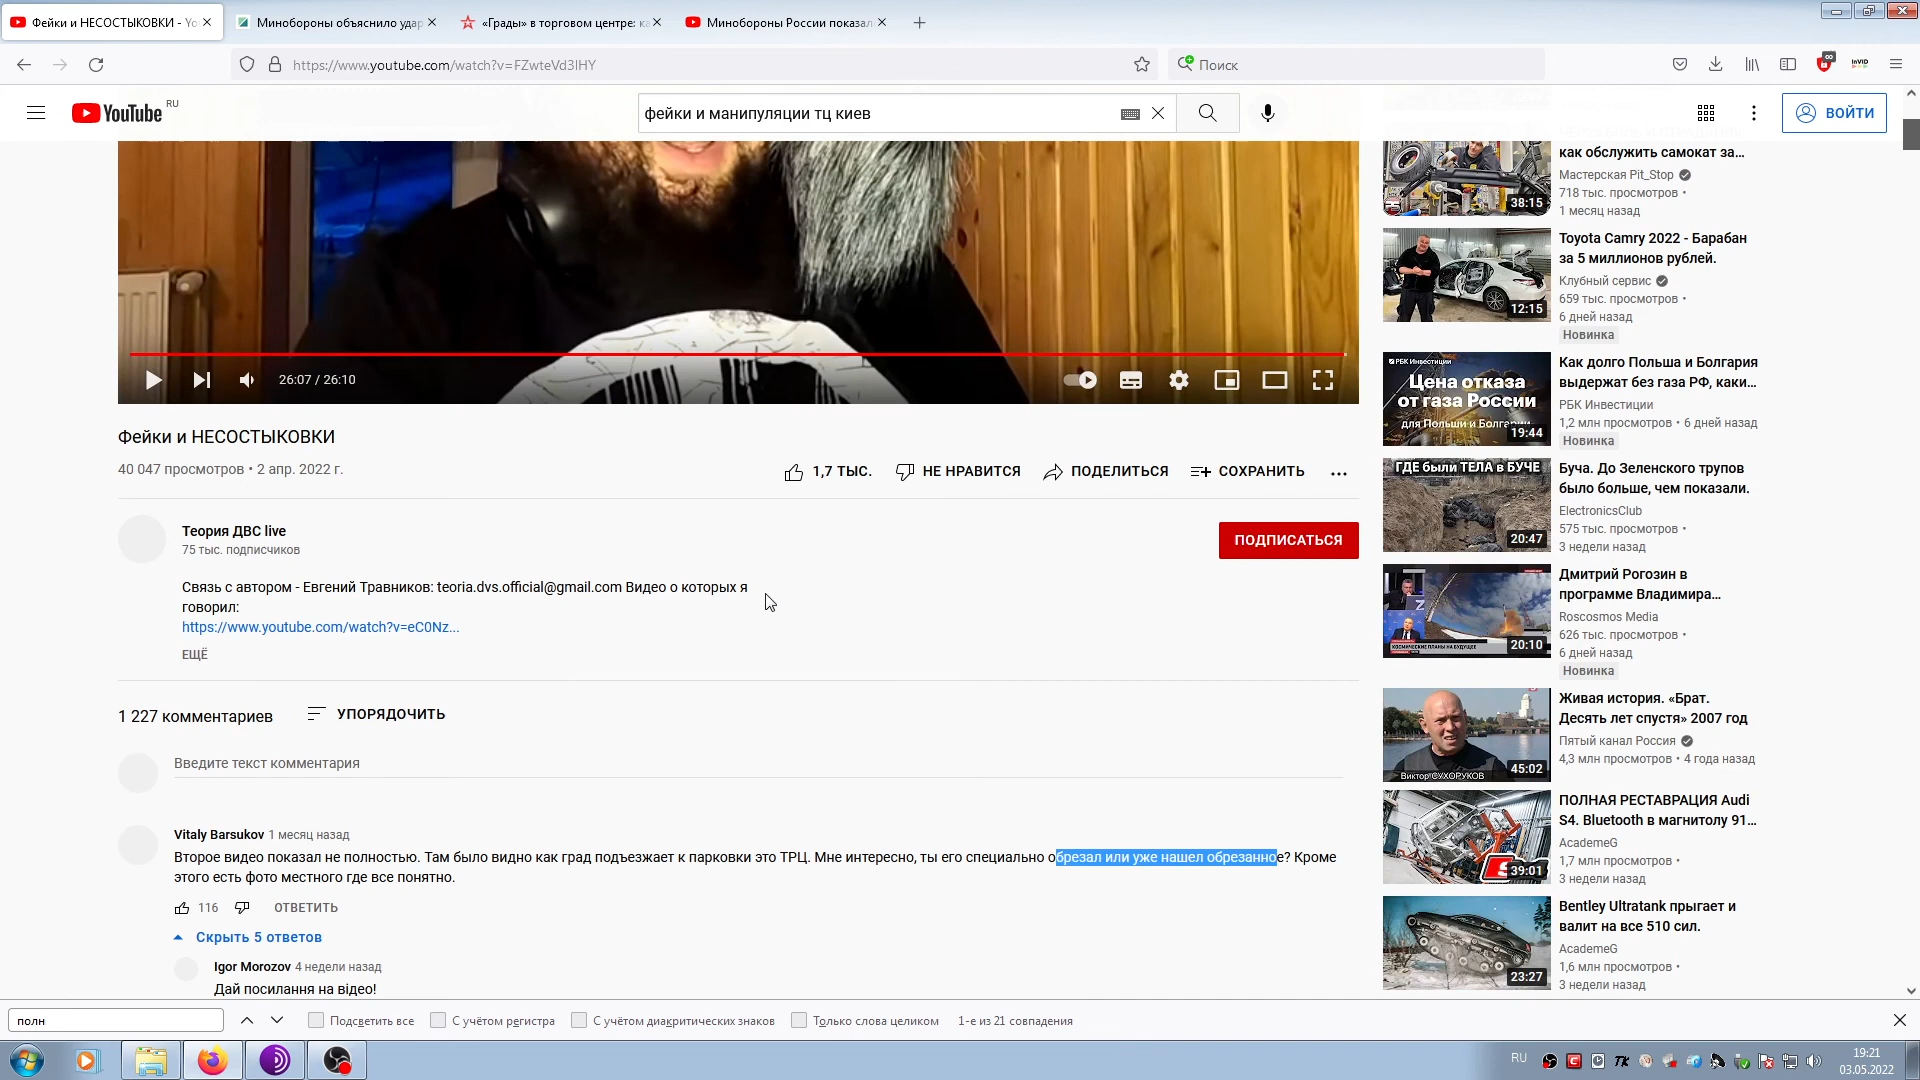 Фейки и НЕСОСТЫКОВКИ - Yo
Минобороны объяснило удар
«Грады» в торговом центре: ка
Минобороны России показал
https://www.youtube.com/watch?v=FZwteVd3lHY
Поиск
InVID
YouTube RU
фейки и манипуляции тц киев
ВОЙТИ
26:07 / 26:10
Фейки и НЕСОСТЫКОВКИ
40 047 просмотров • 2 апр. 2022 г.
1,7 ТЫС.
НЕ НРАВИТСЯ
ПОДЕЛИТЬСЯ
СОХРАНИТЬ
Теория ДВС live
75 тыс. подписчиков
ПОДПИСАТЬСЯ
Связь с автором - Евгений Травников: teoria.dvs.official@gmail.com Видео о которых я
говорил:
https://www.youtube.com/watch?v=eC0Nz...
ЕЩЁ
1 227 комментариев
УПОРЯДОЧИТЬ
Введите текст комментария
Vitaly Barsukov 1 месяц назад
Второе видео показал не полностью. Там было видно как град подъезжает к парковки это ТРЦ. Мне интересно, ты его специально обрезал или уже нашел обрезанное? Кроме
этого есть фото местного где все понятно.
116
ОТВЕТИТЬ
Скрыть 5 ответов
Igor Morozov 4 недели назад
Дай посилання на відео!
как обслужить самокат за…
Мастерская Pit_Stop
718 тыс. просмотров •
1 месяц назад
38:15
Toyota Camry 2022 - Барабан
за 5 миллионов рублей.
Клубный сервис
659 тыс. просмотров •
6 дней назад
Новинка
12:15
РБК Инвестиции
Цена отказа
от газа России
для Польши и Болгарии
19:44
Как долго Польша и Болгария
выдержат без газа РФ, каки…
РБК Инвестиции
1,2 млн просмотров • 6 дней назад
Новинка
ГДЕ были ТЕЛА в БУЧЕ
20:47
Буча. До Зеленского трупов
было больше, чем показали.
ElectronicsClub
575 тыс. просмотров •
3 недели назад
КОСМИЧЕСКИЕ ПЛАНЫ НА БУДУЩЕЕ
20:10
Дмитрий Рогозин в
программе Владимира…
Roscosmos Media
626 тыс. просмотров •
6 дней назад
Новинка
Виктор СУХОРУКОВ
45:02
Живая история. «Брат.
Десять лет спустя» 2007 год
Пятый канал Россия
4,3 млн просмотров • 4 года назад
39:01
ПОЛНАЯ РЕСТАВРАЦИЯ Audi
S4. Bluetooth в магнитолу 91…
AcademeG
1,7 млн просмотров •
3 недели назад
23:27
Bentley Ultratank прыгает и
валит на все 510 сил.
AcademeG
1,6 млн просмотров •
3 недели назад
полн
Подсветить все
С учётом регистра
С учётом диакритических знаков
Только слова целиком
1-е из 21 совпадения
RU
19:21
03.05.2022